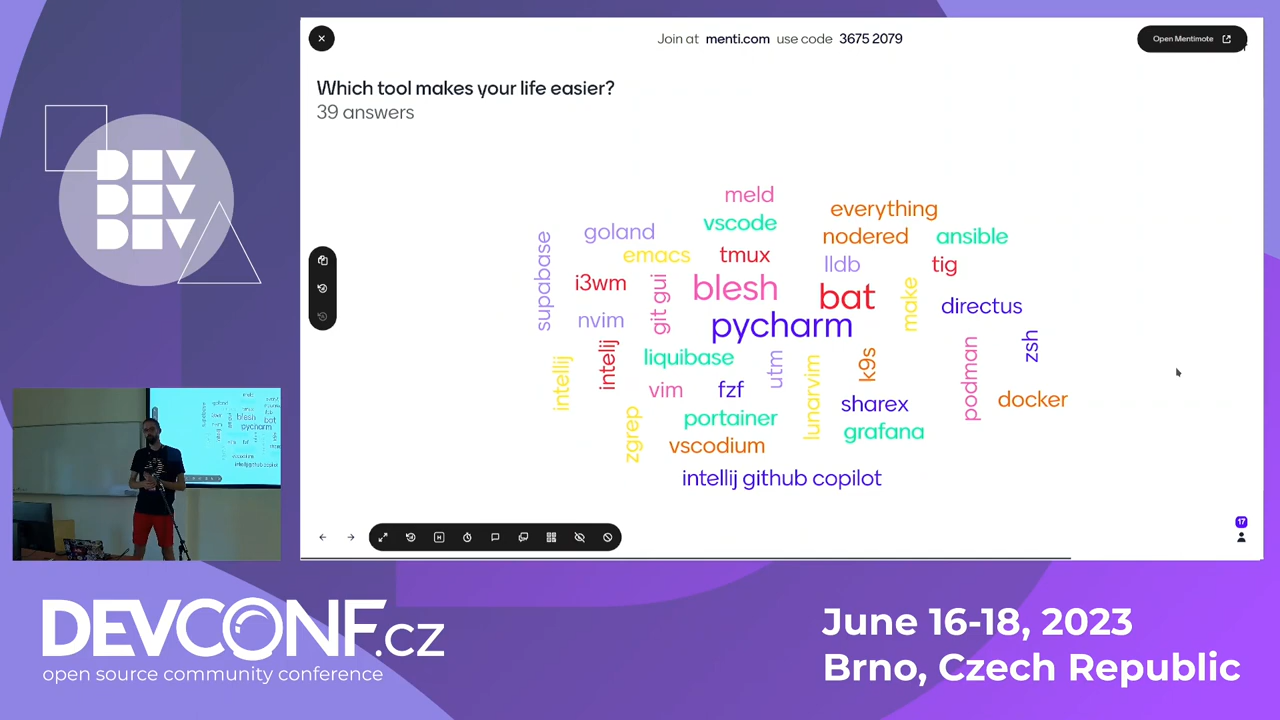 Join at menti.com use code 3675 2079
Open Mentimote
Which tool makes your life easier?
39 answers
meld
everything
goland
vscode
nodered
ansible
supabase
emacs
tmux
lldb
tig
i3wm
git gui
blesh
bat
make
directus
nvim
pycharm
zsh
intellij
intelij
liquibase
utm
lunarvim
k9s
podman
vim
fzf
sharex
docker
zgrep
portainer
grafana
vscodium
intellij github copilot
17
DEV
DEV
DEV
DEVCONF.cz
open source community conference
June 16-18, 2023
Brno, Czech Republic